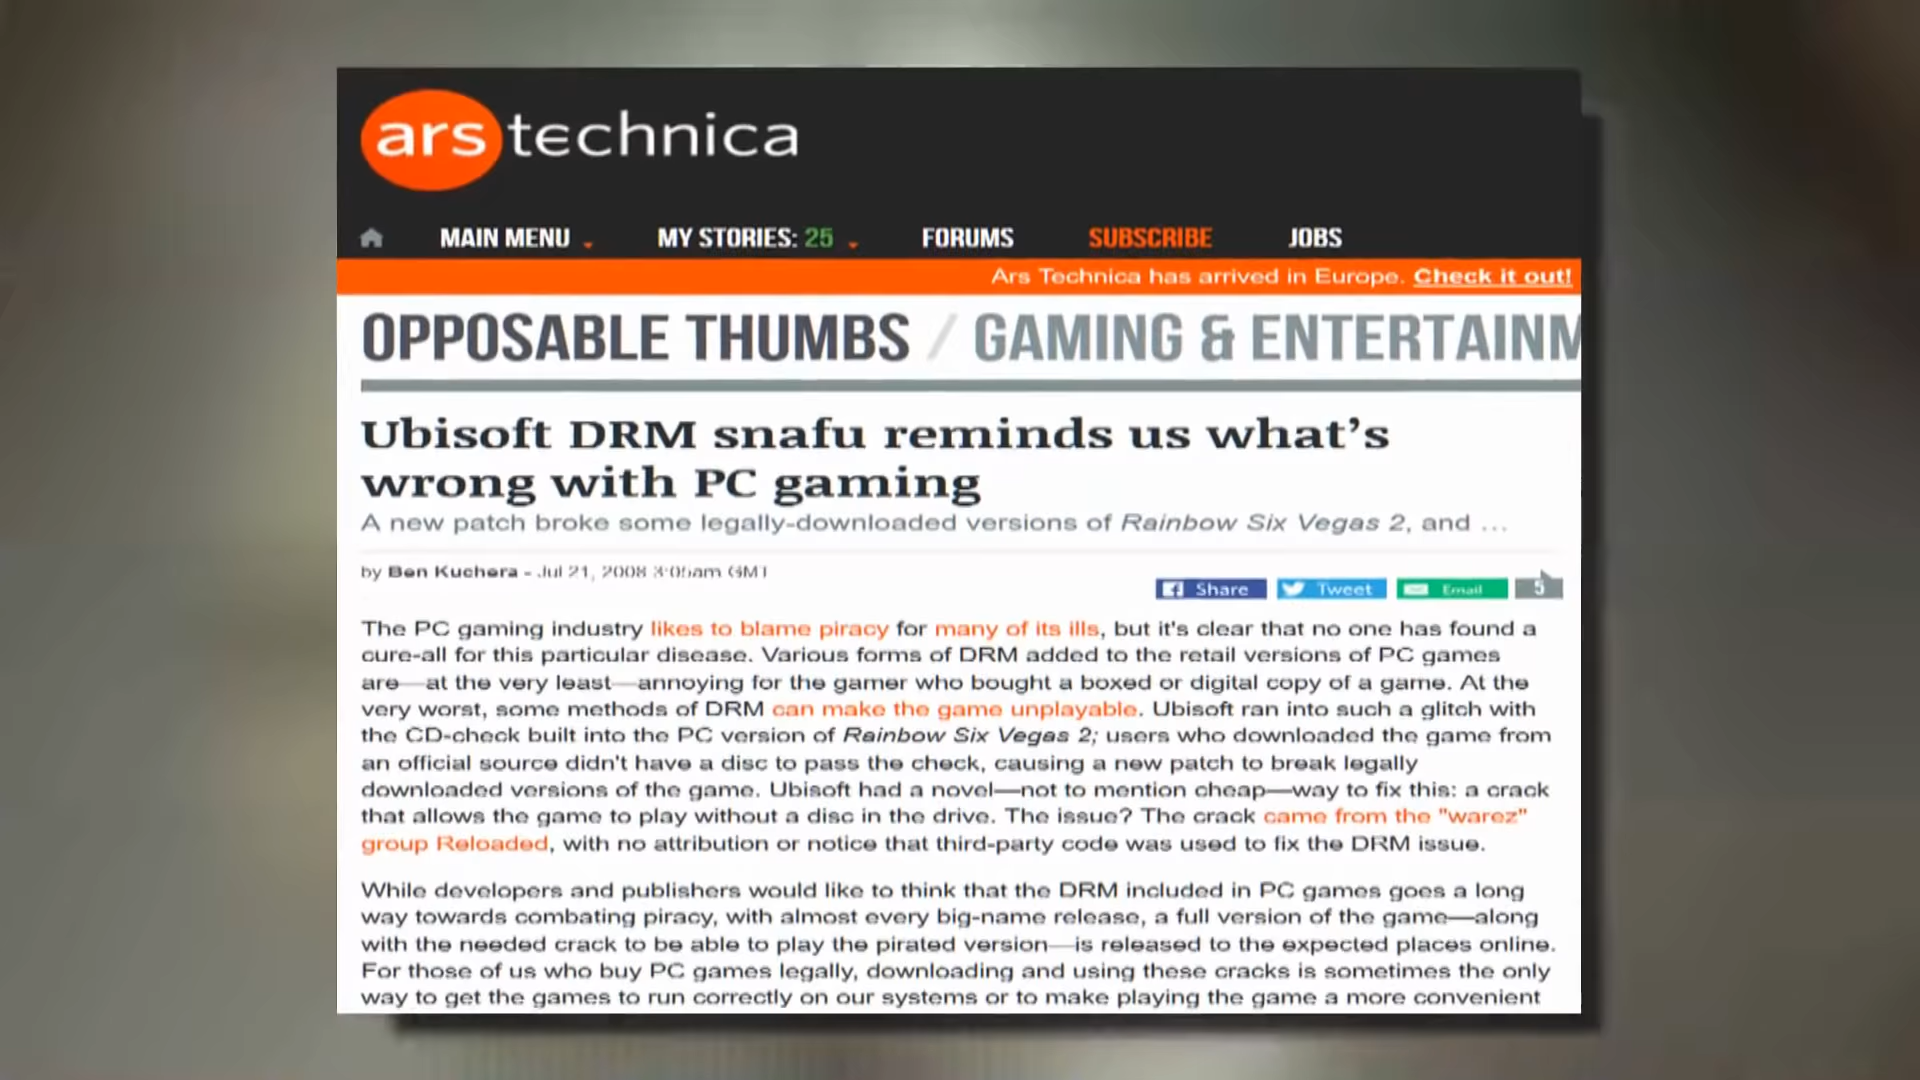 ars technica
MAIN MENU MY STORIES: 25 FORUMS SUBSCRIBE JOBS
Ars Technica has arrived in Europe. Check it out!
OPPOSABLE THUMBS / GAMING & ENTERTAINM
Ubisoft DRM snafu reminds us what's
wrong with PC gaming
A new patch broke some legally-downloaded versions of Rainbow Six Vegas 2, and ...
by Ben Kuchera - Jul 21, 2008 3:05am GMT
Share Tweet Email 5
The PC gaming industry likes to blame piracy for many of its ills, but it's clear that no one has found a
cure-all for this particular disease. Various forms of DRM added to the retail versions of PC games
are—at the very least—annoying for the gamer who bought a boxed or digital copy of a game. At the
very worst, some methods of DRM can make the game unplayable. Ubisoft ran into such a glitch with
the CD-check built into the PC version of Rainbow Six Vegas 2; users who downloaded the game from
an official source didn't have a disc to pass the check, causing a new patch to break legally
downloaded versions of the game. Ubisoft had a novel—not to mention cheap—way to fix this: a crack
that allows the game to play without a disc in the drive. The issue? The crack came from the "warez"
group Reloaded, with no attribution or notice that third-party code was used to fix the DRM issue.
While developers and publishers would like to think that the DRM included in PC games goes a long
way towards combating piracy, with almost every big-name release, a full version of the game—along
with the needed crack to be able to play the pirated version—is released to the expected places online.
For those of us who buy PC games legally, downloading and using these cracks is sometimes the only
way to get the games to run correctly on our systems or to make playing the game a more convenient